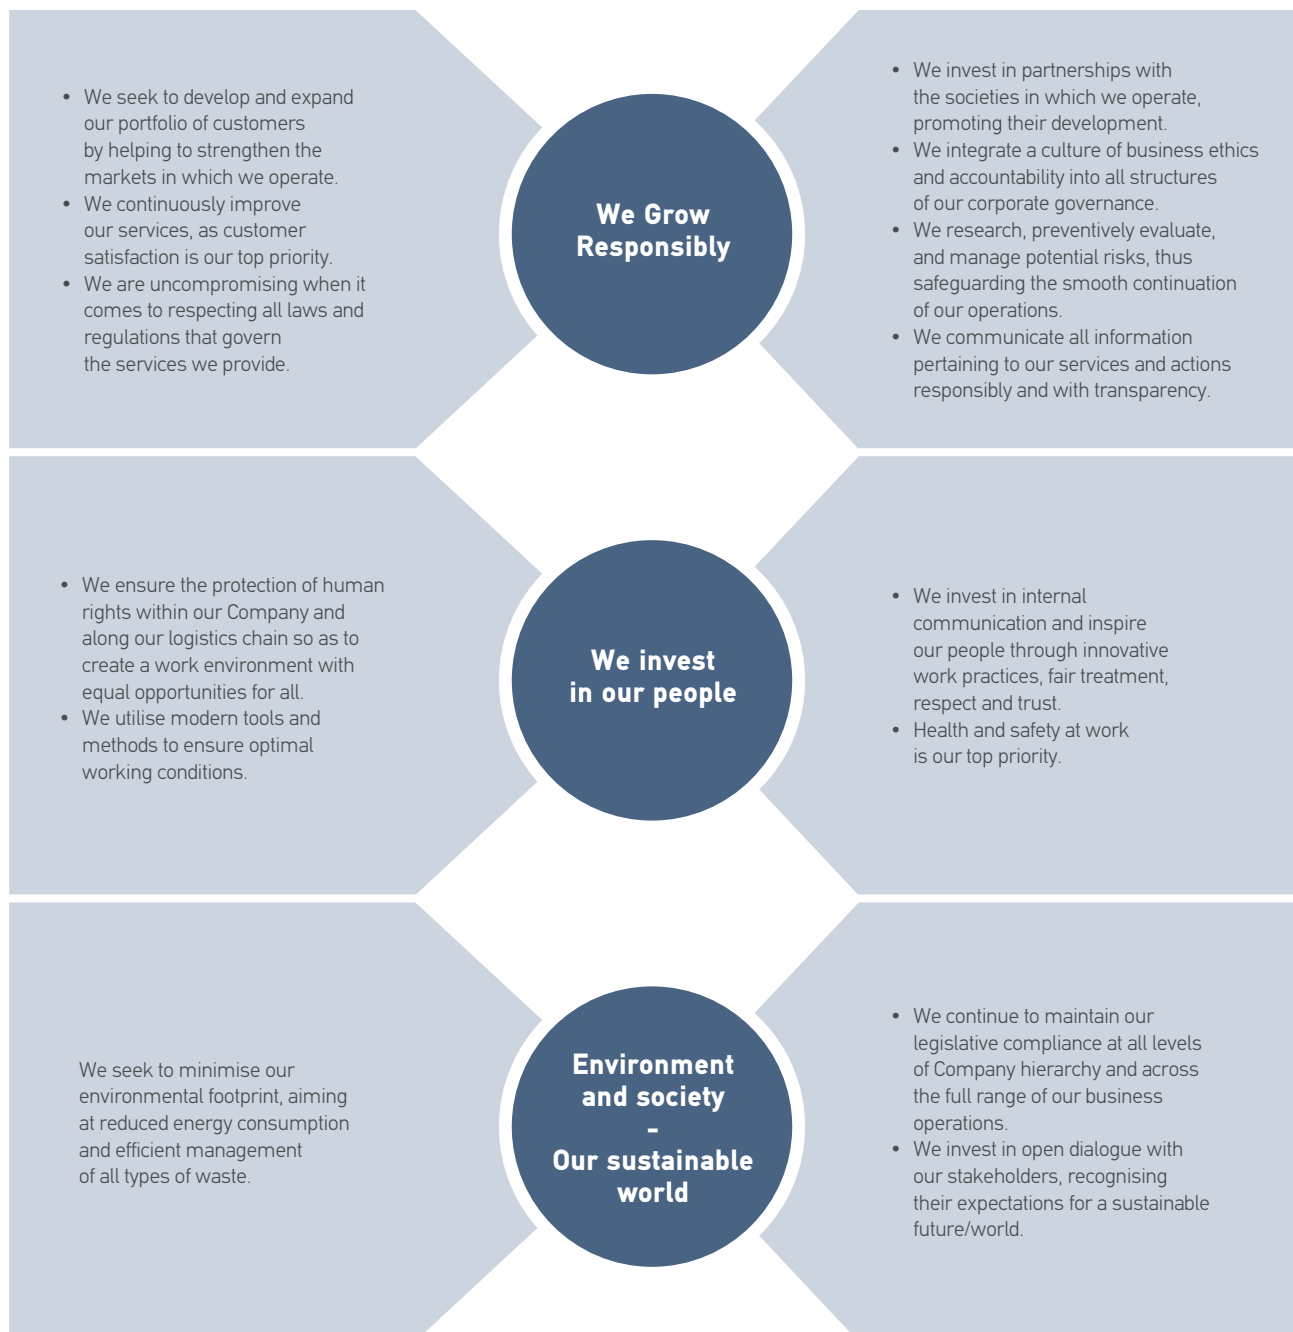 • We seek to develop and expand
our portfolio of customers
by helping to strengthen the
markets in which we operate.
• We continuously improve
our services, as customer
satisfaction is our top priority.
• We are uncompromising when it
comes to respecting all laws and
regulations that govern
the services we provide.
We Grow
Responsibly
• We invest in partnerships with
the societies in which we operate,
promoting their development.
• We integrate a culture of business ethics
and accountability into all structures
of our corporate governance.
• We research, preventively evaluate,
and manage potential risks, thus
safeguarding the smooth continuation
of our operations.
• We communicate all information
pertaining to our services and actions
responsibly and with transparency.
• We ensure the protection of human
rights within our Company and
along our logistics chain so as to
create a work environment with
equal opportunities for all.
• We utilise modern tools and
methods to ensure optimal
working conditions.
We invest
in our people
• We invest in internal
communication and inspire
our people through innovative
work practices, fair treatment,
respect and trust.
• Health and safety at work
is our top priority.
We seek to minimise our
environmental footprint, aiming
at reduced energy consumption
and efficient management
of all types of waste.
Environment
and society
-
Our sustainable
world
• We continue to maintain our
legislative compliance at all levels
of Company hierarchy and across
the full range of our business
operations.
• We invest in open dialogue with
our stakeholders, recognising
their expectations for a sustainable
future/world.